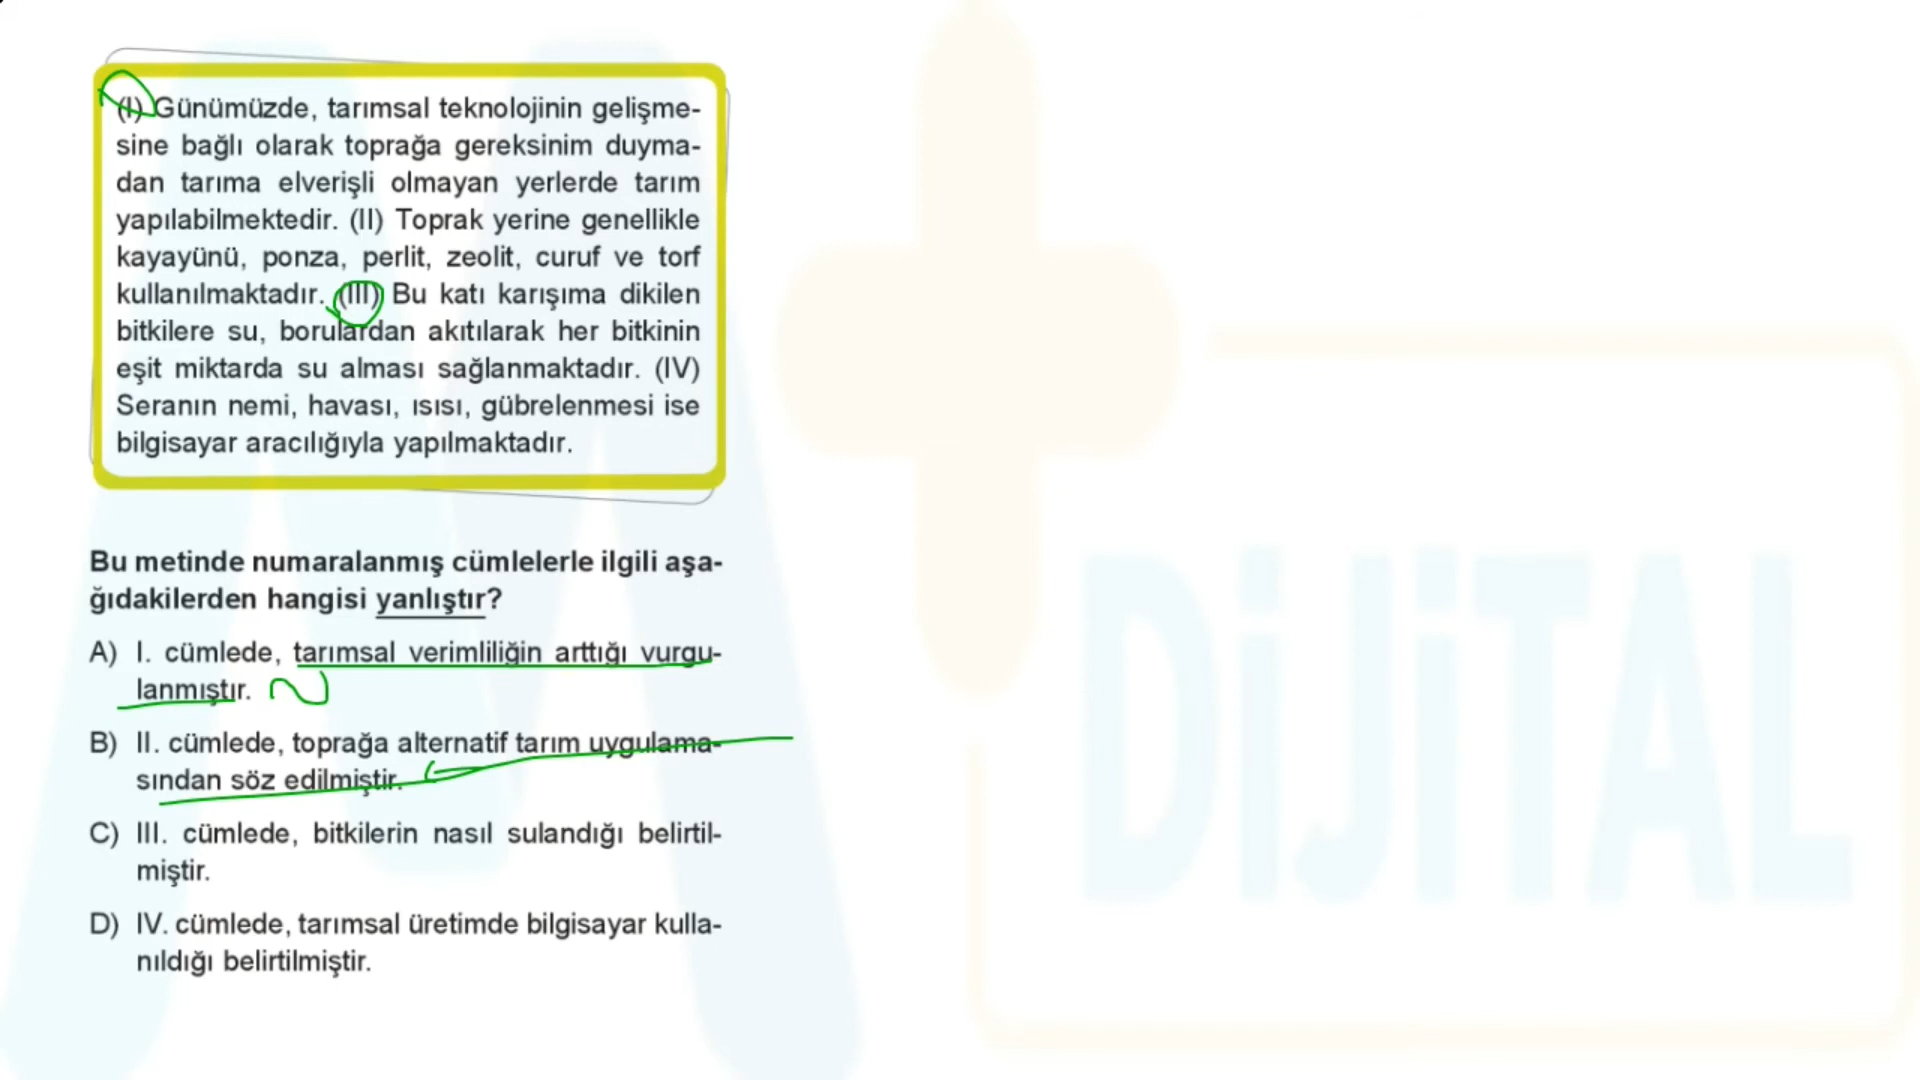 (I) Günümüzde, tarımsal teknolojinin gelişme-
sine bağlı olarak toprağa gereksinim duyma-
dan tarıma elverişli olmayan yerlerde tarım
yapılabilmektedir. (II) Toprak yerine genellikle
kayayünü, ponza, perlit, zeolit, curuf ve torf
kullanılmaktadır. (III) Bu katı karışıma dikilen
bitkilere su, borulardan akıtılarak her bitkinin
eşit miktarda su alması sağlanmaktadır. (IV)
Seranın nemi, havası, ısısı, gübrelenmesi ise
bilgisayar aracılığıyla yapılmaktadır.
Bu metinde numaralanmış cümlelerle ilgili aşa-
ğıdakilerden hangisi yanlıştır?
A) I. cümlede, tarımsal verimliliğin arttığı vurgu-
lanmıştır.
B) II. cümlede, toprağa alternatif tarım uygulama-
sından söz edilmiştir.
C) III. cümlede, bitkilerin nasıl sulandığı belirtil-
miştir.
D) IV. cümlede, tarımsal üretimde bilgisayar kulla-
nıldığı belirtilmiştir.
DİJİTAL